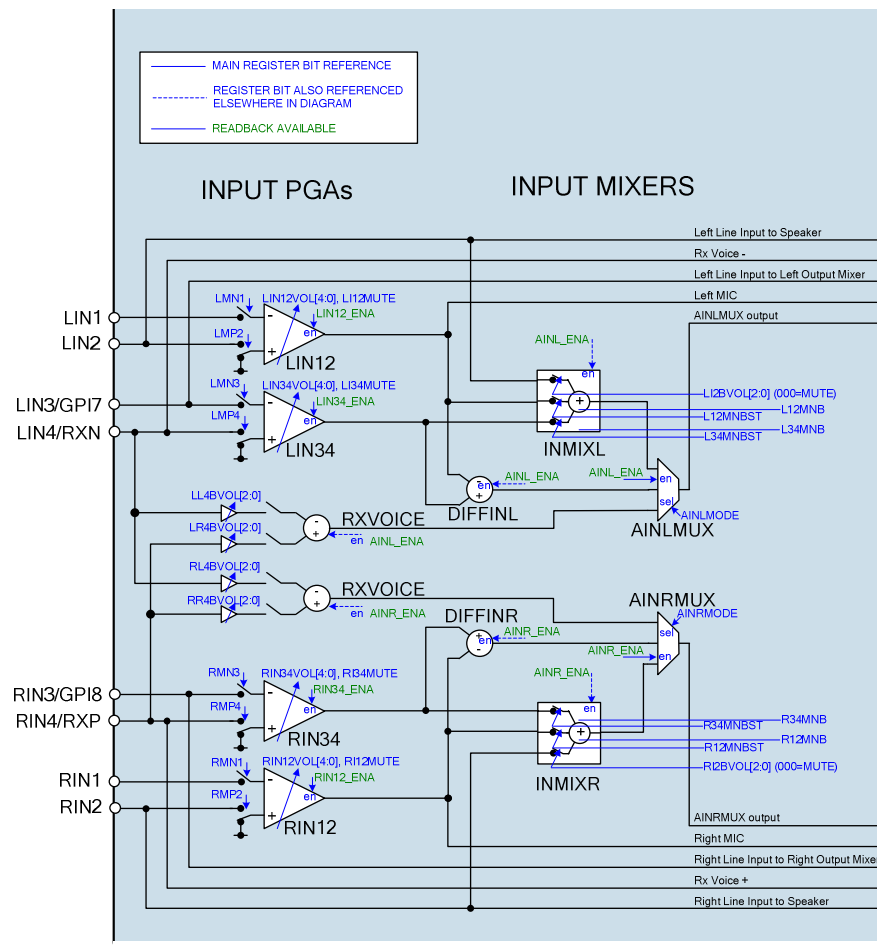 MAIN REGISTER BIT REFERENCE
REGISTER BIT ALSO REFERENCED
ELSEWHERE IN DIAGRAM
READBACK AVAILABLE
INPUT PGAs
INPUT MIXERS
Left Line Input to Speaker
Rx Voice -
Left Line Input to Left Output Mixer
Left MIC
AINLMUX output
LMN1
LIN12VOL[4:0], LI12MUTE
LIN12_ENA
LIN1
LIN2
LMP2
-
+
en
LIN12
AINL_ENA
en
LMN3
LIN34VOL[4:0], LI34MUTE
LIN34_ENA
LIN3/GPI7
LIN4/RXN
LMP4
-
+
en
LIN34
+
LI2BVOL[2:0] (000=MUTE)
L12MNB
L12MNBST
L34MNB
L34MNBST
INMIXL
AINL_ENA
AINL_ENA
-
en
+
en
sel
DIFFINL
AINLMODE
AINLMUX
LL4BVOL[2:0]
LR4BVOL[2:0]
RXVOICE
-
+
en
AINL_ENA
RL4BVOL[2:0]
RR4BVOL[2:0]
RXVOICE
-
+
en
AINR_ENA
DIFFINR
AINRMUX
AINRMODE
AINR_ENA
+
en
-
sel
en
AINR_ENA
AINR_ENA
en
RMN3
RIN34VOL[4:0], RI34MUTE
RIN34_ENA
RIN3/GPI8
RIN4/RXP
RMP4
-
+
en
RIN34
+
R34MNB
R34MNBST
R12MNB
R12MNBST
RI2BVOL[2:0] (000=MUTE)
INMIXR
RMN1
RIN12VOL[4:0], RI12MUTE
RIN12_ENA
RIN1
RIN2
RMP2
-
+
en
RIN12
AINRMUX output
Right MIC
Right Line Input to Right Output Mixe
Rx Voice +
Right Line Input to Speaker